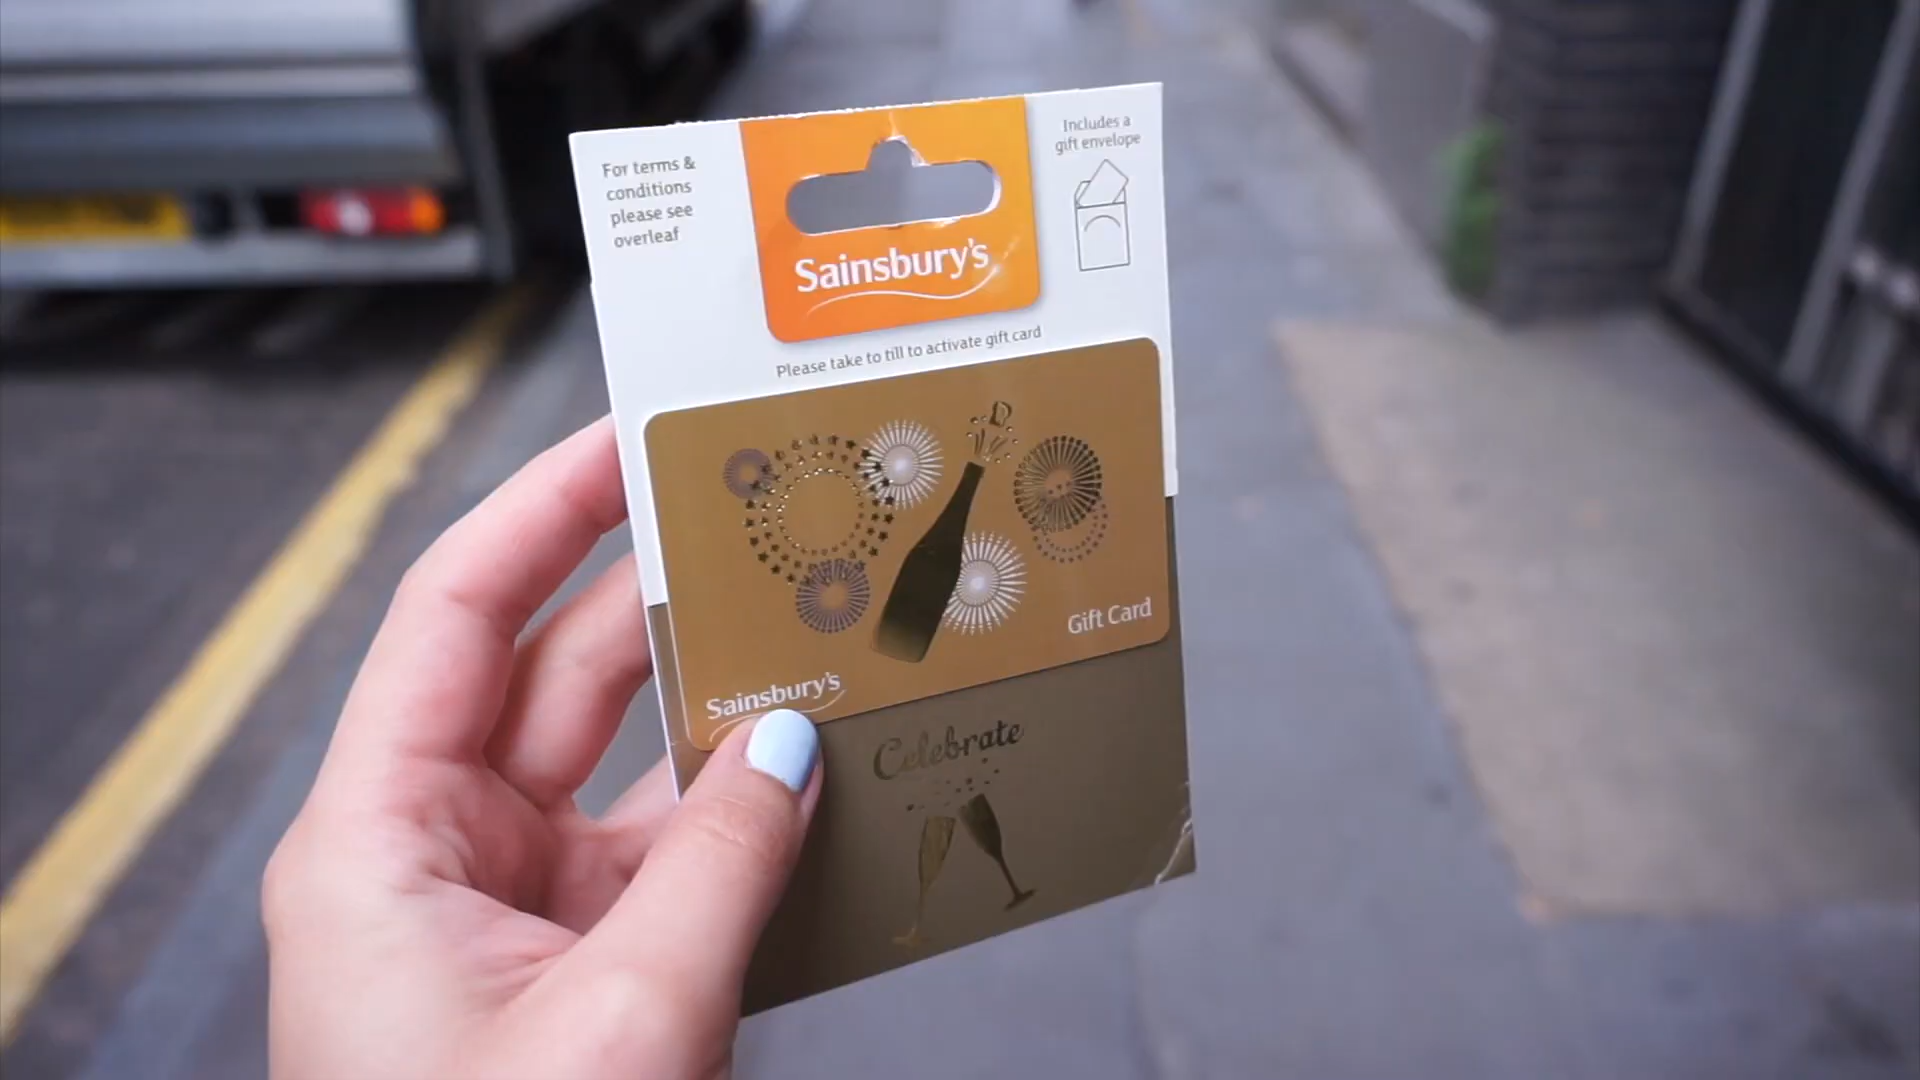 For terms &
conditions
please see
overleaf
Includes a
gift envelope
Sainsbury's
Please take to till to activate gift card
Gift Card
Sainsbury's
Celebrate